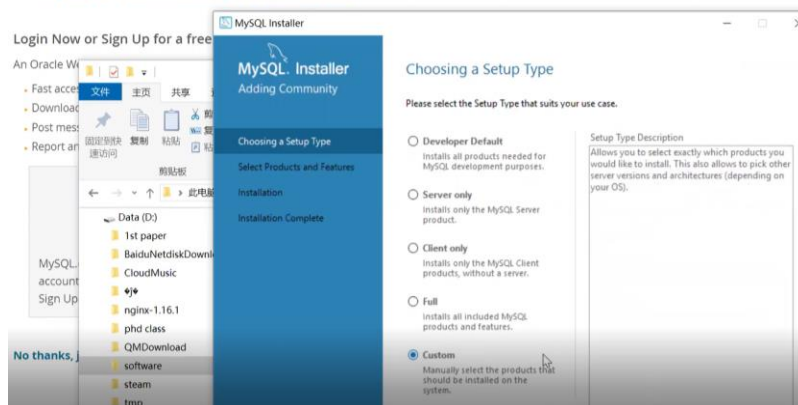 Login Now or Sign Up for a free
An Oracle We
Fast acce
Download
Post mess
Report an
MySQL.
account
Sign Up
No thanks, j
文件
主页
共享
固定到快
速访问
复制
粘贴
剪贴板
此电脑
Data (D:)
1st paper
BaiduNetdiskDownl
CloudMusic
nginx-1.16.1
phd class
QMDownload
software
steam
tmp
MySQL Installer
MySQL. Installer
Adding Community
Choosing a Setup Type
Select Products and Features
Installation
Installation Complete
Choosing a Setup Type
Please select the Setup Type that suits your use case.
Developer Default
Installs all products needed for
MySQL development purposes.
Server only
Installs only the MySQL Server
product.
Client only
Installs only the MySQL Client
products, without a server.
Full
Installs all included MySQL
products and features.
Custom
Manually select the products that
should be installed on the
system.
Setup Type Description
Allows you to select exactly which products you
would like to install. This also allows to pick other
server versions and architectures (depending on
your OS).